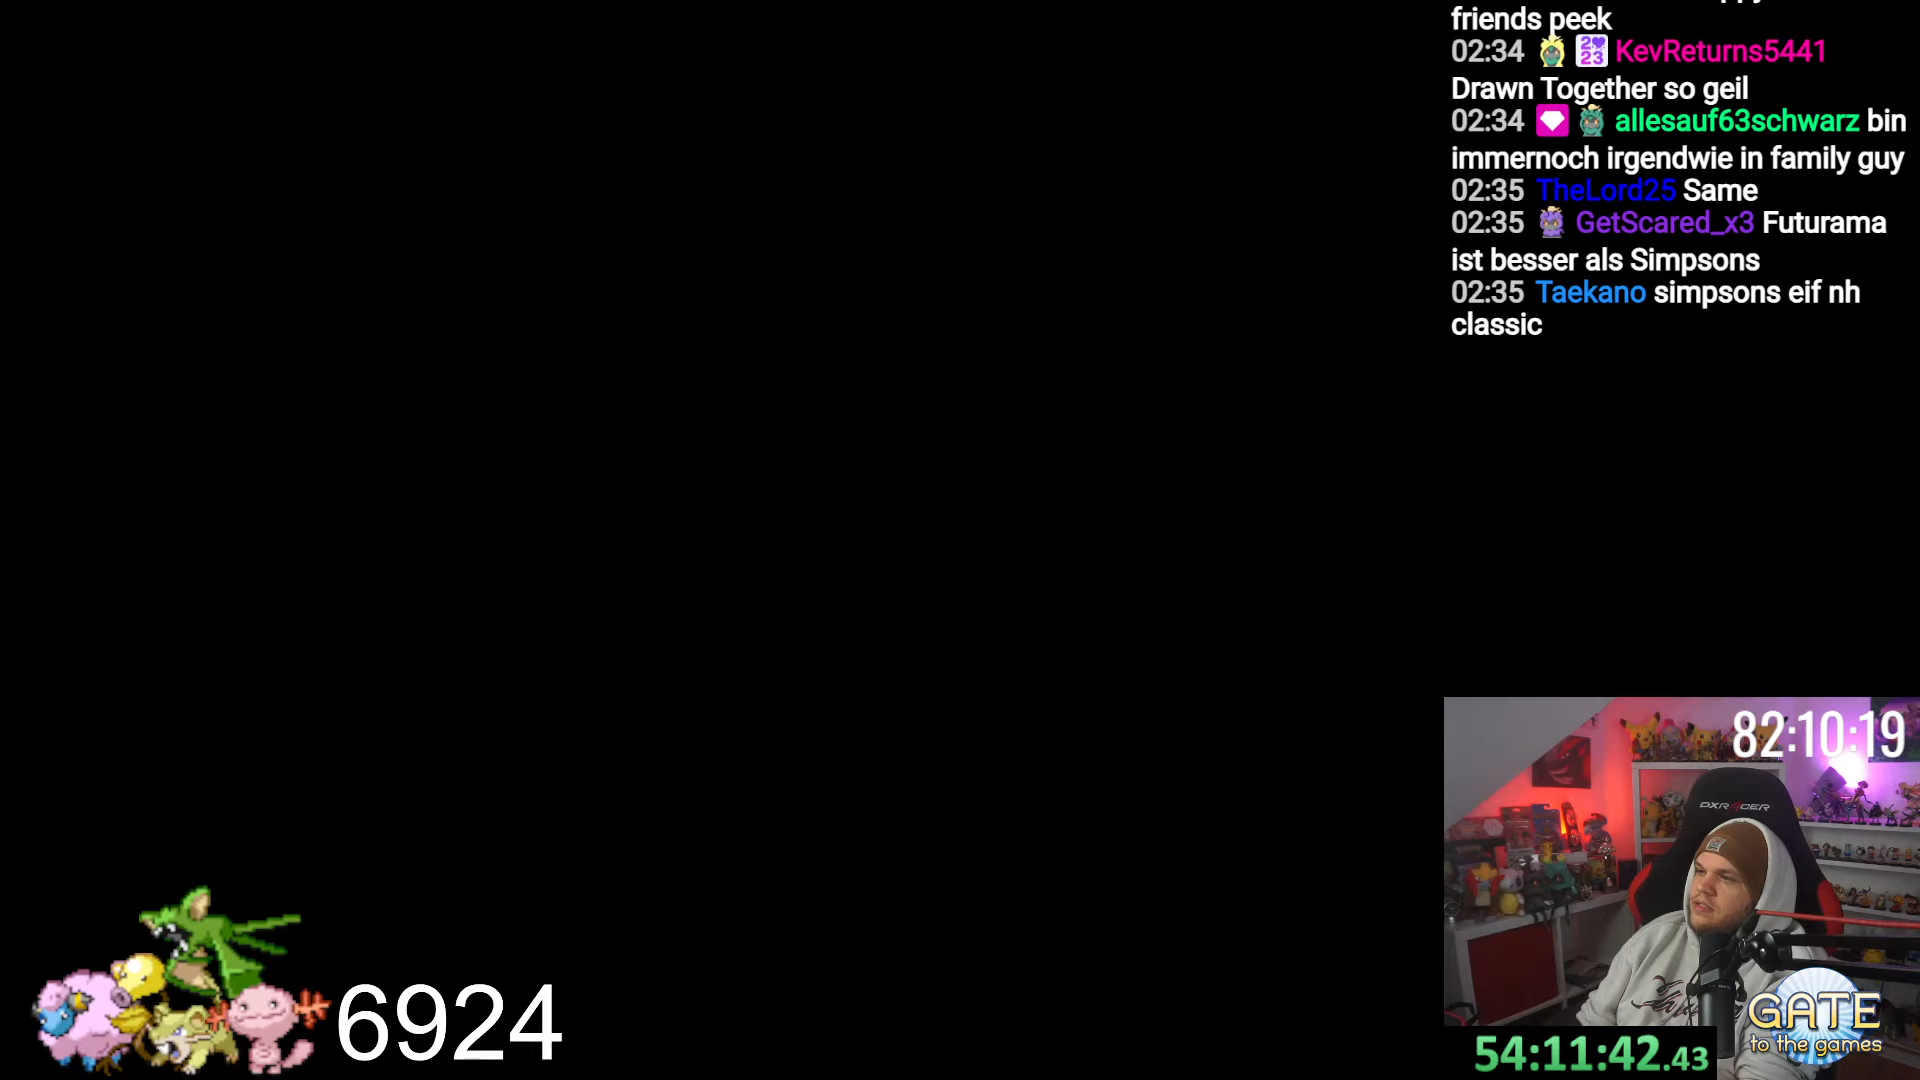 friends peek
02:34 KevReturns5441
Drawn Together so geil
02:34 allesauf63schwarz bin
immernoch irgendwie in family guy
02:35 TheLord25 Same
02:35 GetScared_x3 Futurama
ist besser als Simpsons
02:35 Taekano simpsons eif nh
classic
82:10:19
DXRACER
GATE
to the games
6924
54:11:42.43